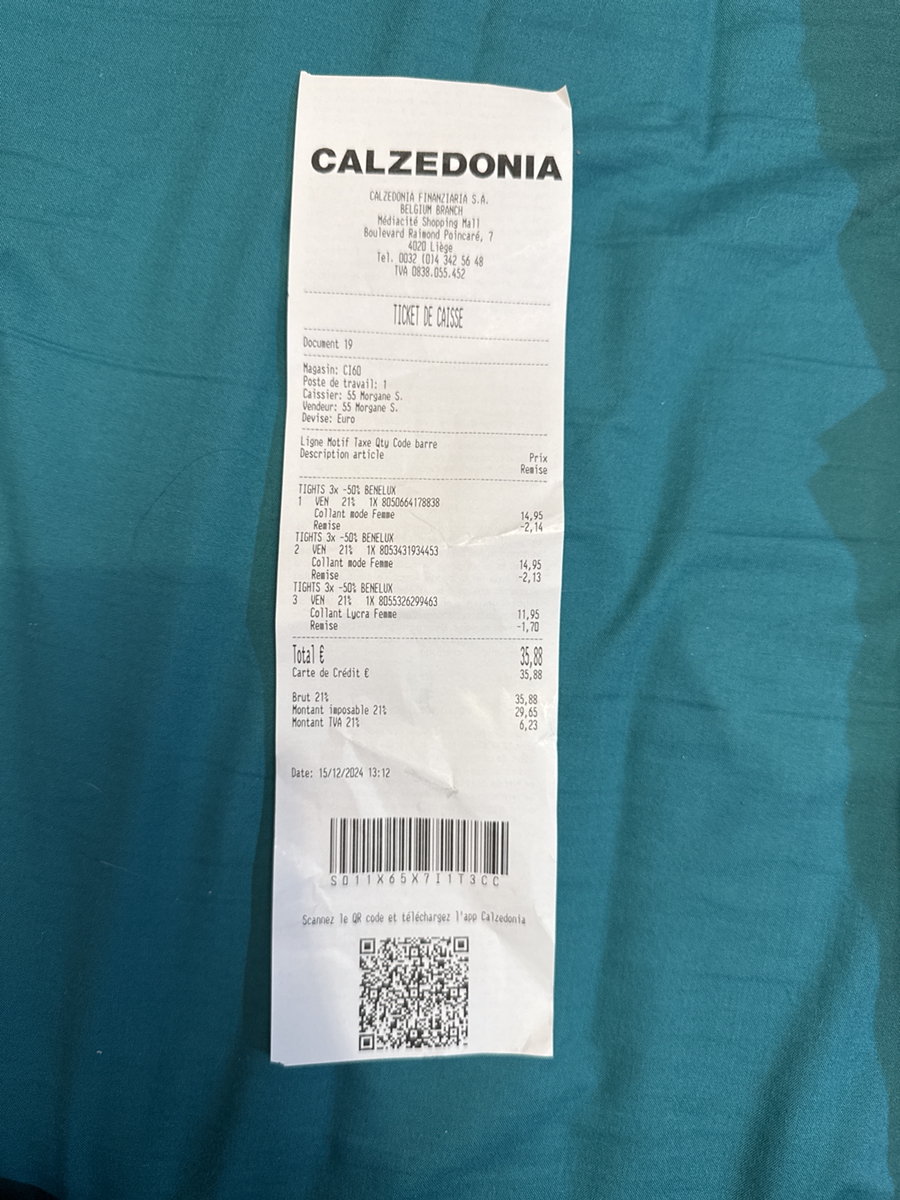 CALZEDONIA
CALZEDONIA FINANZIARIA S.A.
BELGIUM BRANCH
Médiacité Shopping Mall
Boulevard Raimond Poincaré, 7
4020 Liège
Tel. 0032 (0)4 342 56 48
TVA 0838.055.452
TICKET DE CAISSE
Document 19
Magasin: CI60
Poste de travail: 1
Caissier: 55 Morgane S.
Vendeur: 55 Morgane S.
Devise: Euro
Ligne Motif Taxe Qty Code barre
Description article Prix
Remise
TIGHTS 3x -50% BENELUX
1 VEN 21% 1X 8050664178838
Collant mode Femme 14,95
Remise -2,14
TIGHTS 3x -50% BENELUX
2 VEN 21% 1X 8053431934453
Collant mode Femme 14,95
Remise -2,13
TIGHTS 3x -50% BENELUX
3 VEN 21% 1X 8055326299463
Collant Lycra Femme 11,95
Remise -1,70
Total € 35,88
Carte de Crédit € 35,88
Brut 21% 35,88
Montant imposable 21% 29,65
Montant TVA 21% 6,23
Date: 15/12/2024 13:12
S011X65X7I1T3CC
Scannez le QR code et téléchargez l'app Calzedonia